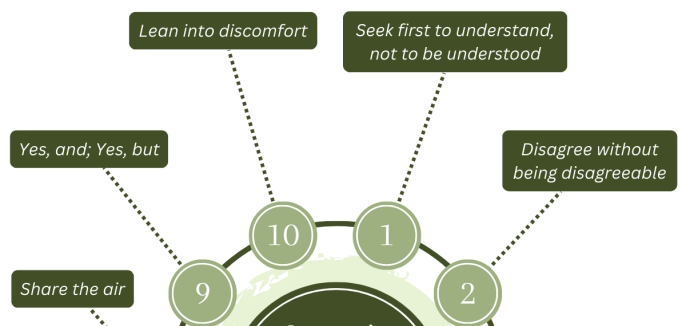 Lean into discomfort
Seek first to understand,
not to be understood
Yes, and; Yes, but
Disagree without
being disagreeable
10
1
9
2
Share the air